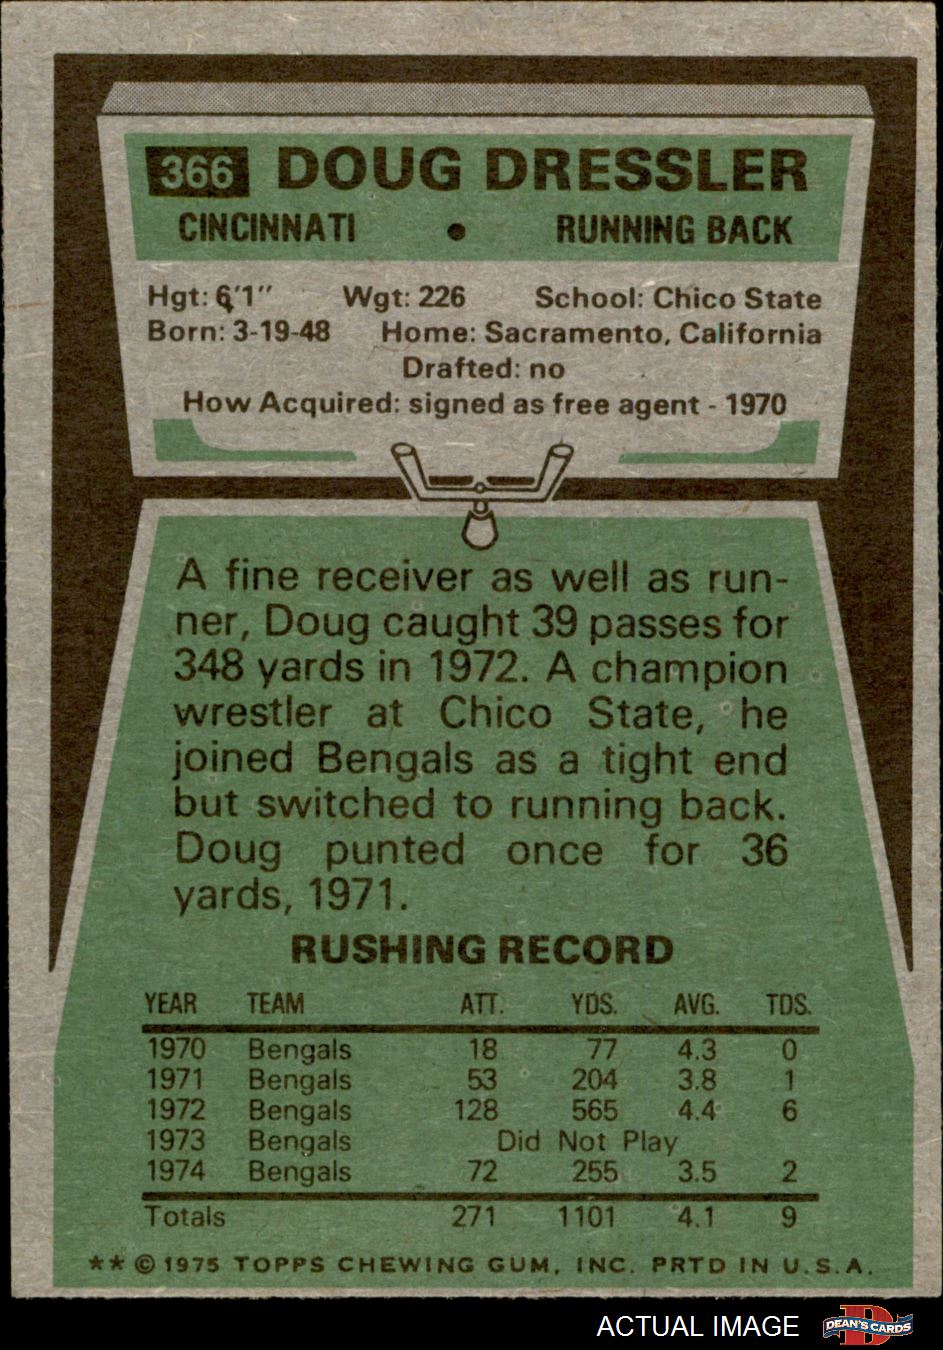 366 DOUG DRESSLER
CINCINNATI • RUNNING BACK
Hgt: 6'1" Wgt: 226 School: Chico State
Born: 3-19-48 Home: Sacramento, California
Drafted: no
How Acquired: signed as free agent - 1970
A fine receiver as well as run-
ner, Doug caught 39 passes for
348 yards in 1972. A champion
wrestler at Chico State, he
joined Bengals as a tight end
but switched to running back.
Doug punted once for 36
yards, 1971.
RUSHING RECORD
YEAR TEAM ATT. YDS. AVG. TDS.
1970 Bengals 18 77 4.3 0
1971 Bengals 53 204 3.8 1
1972 Bengals 128 565 4.4 6
1973 Bengals Did Not Play
1974 Bengals 72 255 3.5 2
Totals 271 1101 4.1 9
** © 1975 TOPPS CHEWING GUM, INC. PRTD IN U.S.A.
ACTUAL IMAGE DEAN'S CARDS